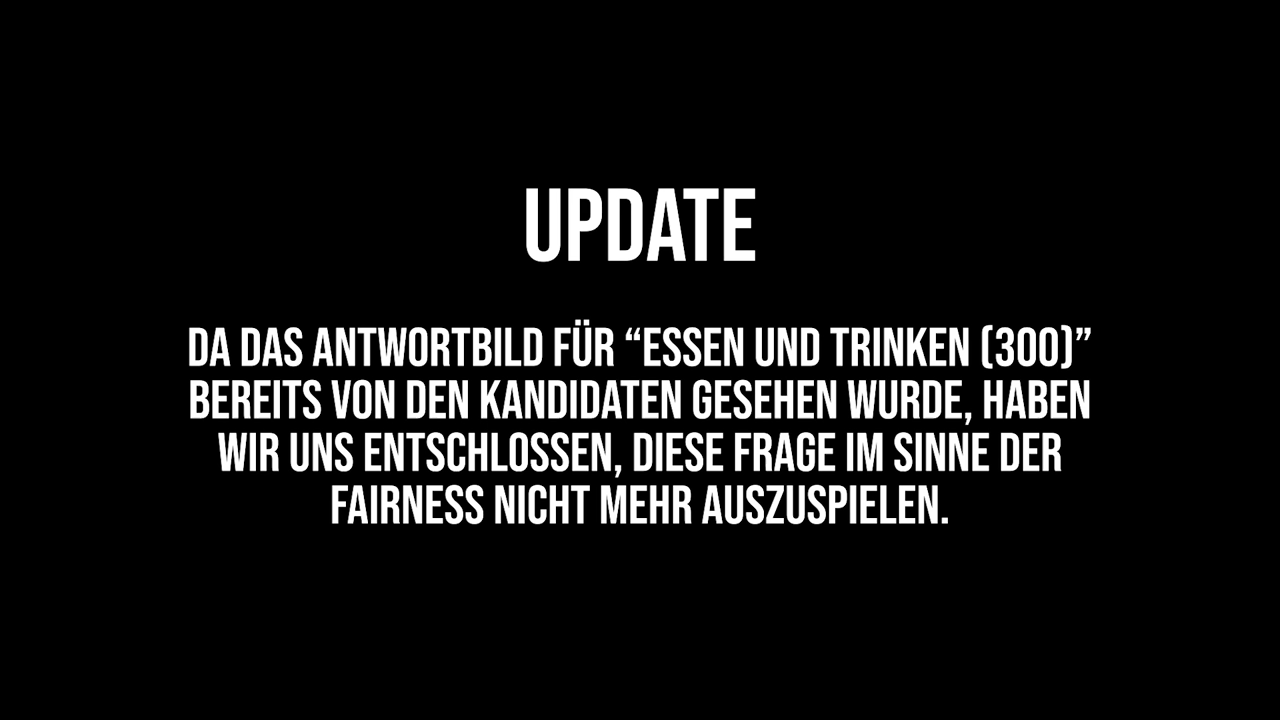 UPDATE
DA DAS ANTWORTBILD FÜR “ESSEN UND TRINKEN (300)”
BEREITS VON DEN KANDIDATEN GESEHEN WURDE, HABEN
WIR UNS ENTSCHLOSSEN, DIESE FRAGE IM SINNE DER
FAIRNESS NICHT MEHR AUSZUSPIELEN.